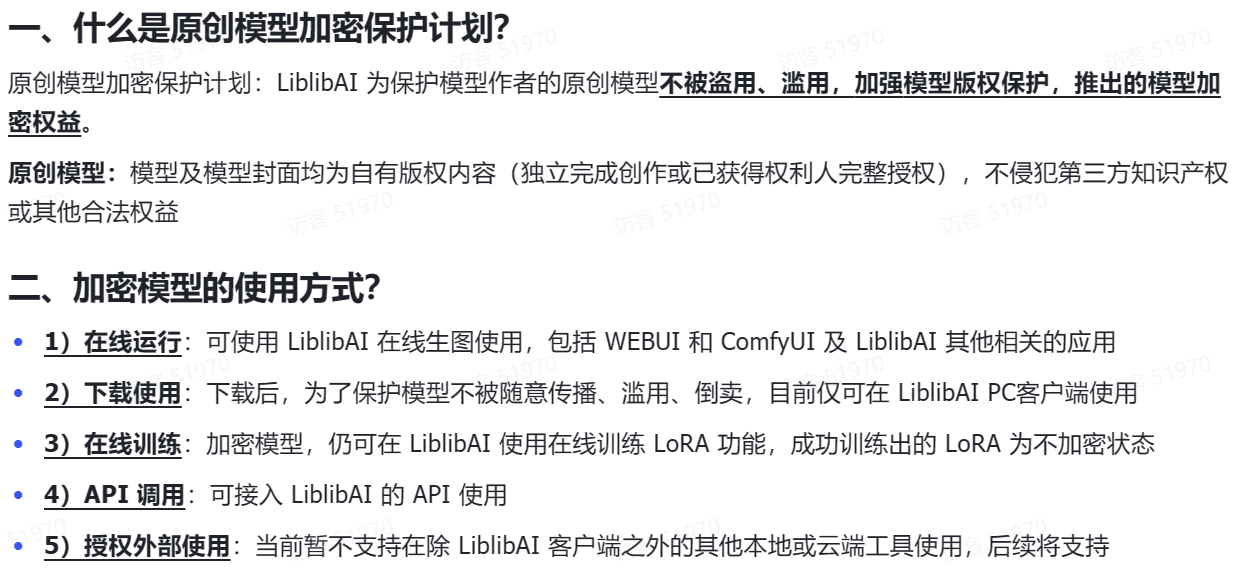 一、什么是原创模型加密保护计划？
原创模型加密保护计划：LiblibAI 为保护模型作者的原创模型不被盗用、滥用，加强模型版权保护，推出的模型加
密权益。
原创模型：模型及模型封面均为自有版权内容（独立完成创作或已获得权利人完整授权），不侵犯第三方知识产权
或其他合法权益
二、加密模型的使用方式？
• 1）在线运行：可使用 LiblibAI 在线生图使用，包括 WEBUI 和 ComfyUI 及 LiblibAI 其他相关的应用
• 2）下载使用：下载后，为了保护模型不被随意传播、滥用、倒卖，目前仅可在 LiblibAI PC客户端使用
• 3）在线训练：加密模型，仍可在 LiblibAI 使用在线训练 LoRA 功能，成功训练出的 LoRA 为不加密状态
• 4）API 调用：可接入 LiblibAI 的 API 使用
• 5）授权外部使用：当前暂不支持在除 LiblibAI 客户端之外的其他本地或云端工具使用，后续将支持
访客 51970